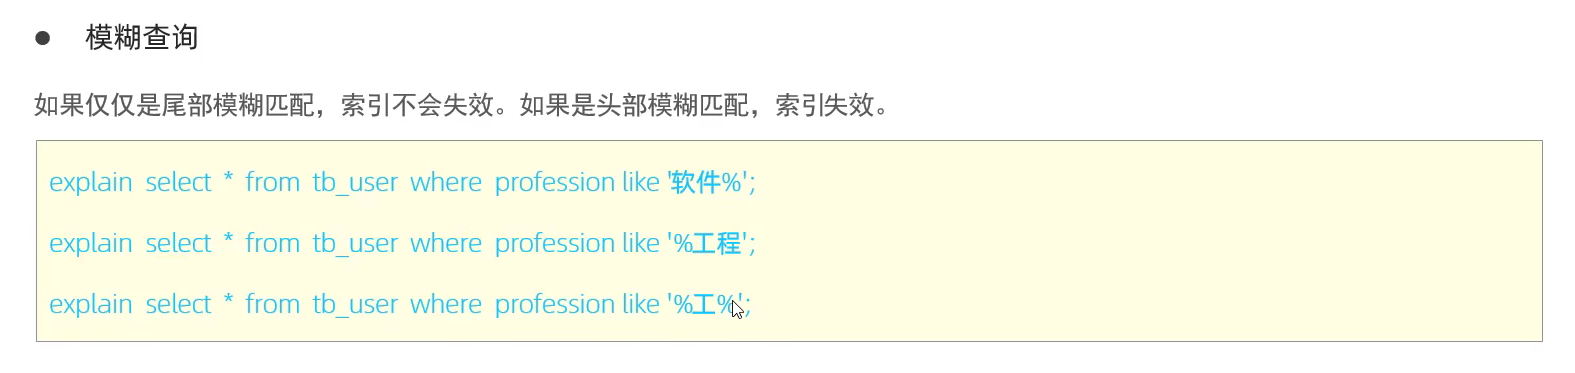 模糊查询
如果仅仅是尾部模糊匹配，索引不会失效。如果是头部模糊匹配，索引失效。
explain select * from tb_user where profession like '软件%';
explain select * from tb_user where profession like '%工程';
explain select * from tb_user where profession like '%工%';